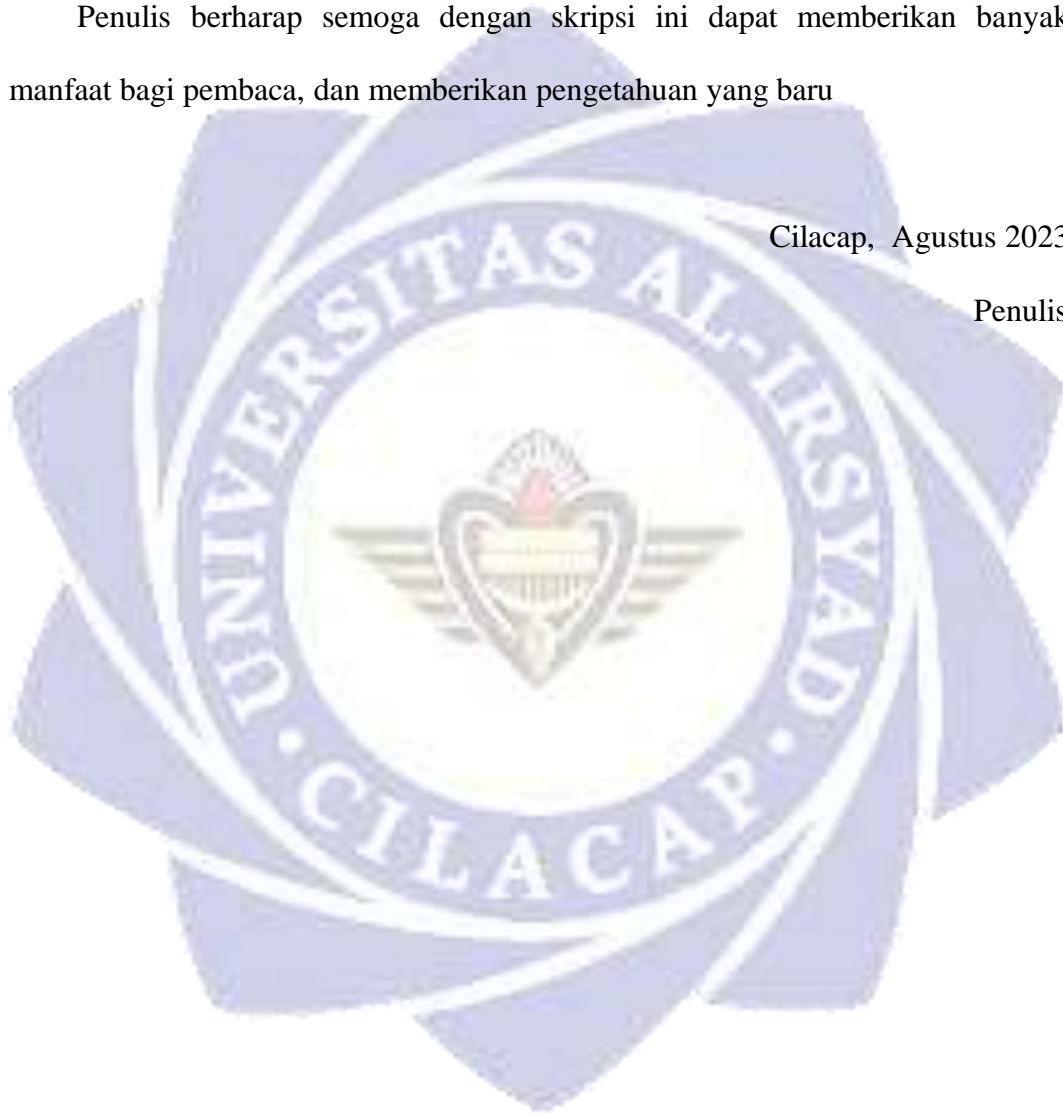 Penulis berharap semoga dengan skripsi ini dapat memberikan banyak
manfaat bagi pembaca, dan memberikan pengetahuan yang baru
Cilacap, Agustus 2023
Penulis
UNIVERSITAS AL-IRSYAD
CILACAP